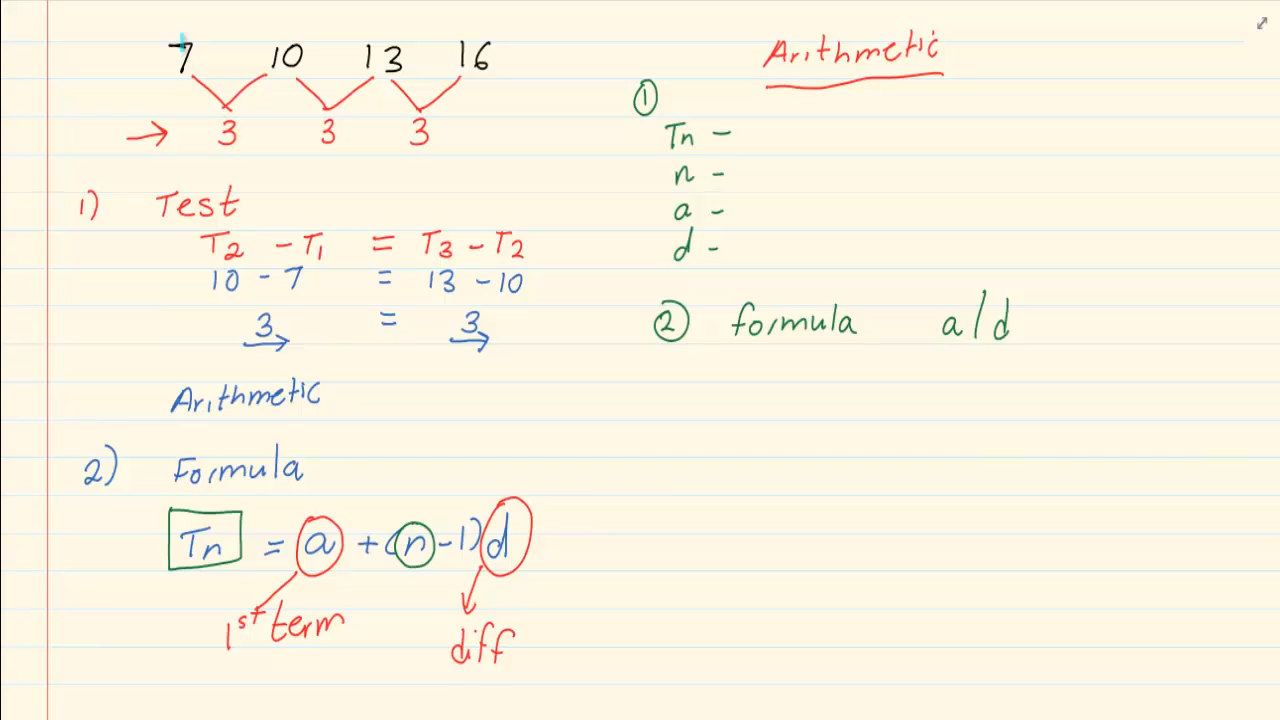 7 10 13 16
→ 3 3 3
1) Test
T₂ - T₁ = T₃ - T₂
10 - 7 = 13 - 10
3 = 3
Arithmetic
2) Formula
Tn = a + (n - 1)d
1st term
diff
Arithmetic
①
Tn -
n -
a -
d -
② formula a/d